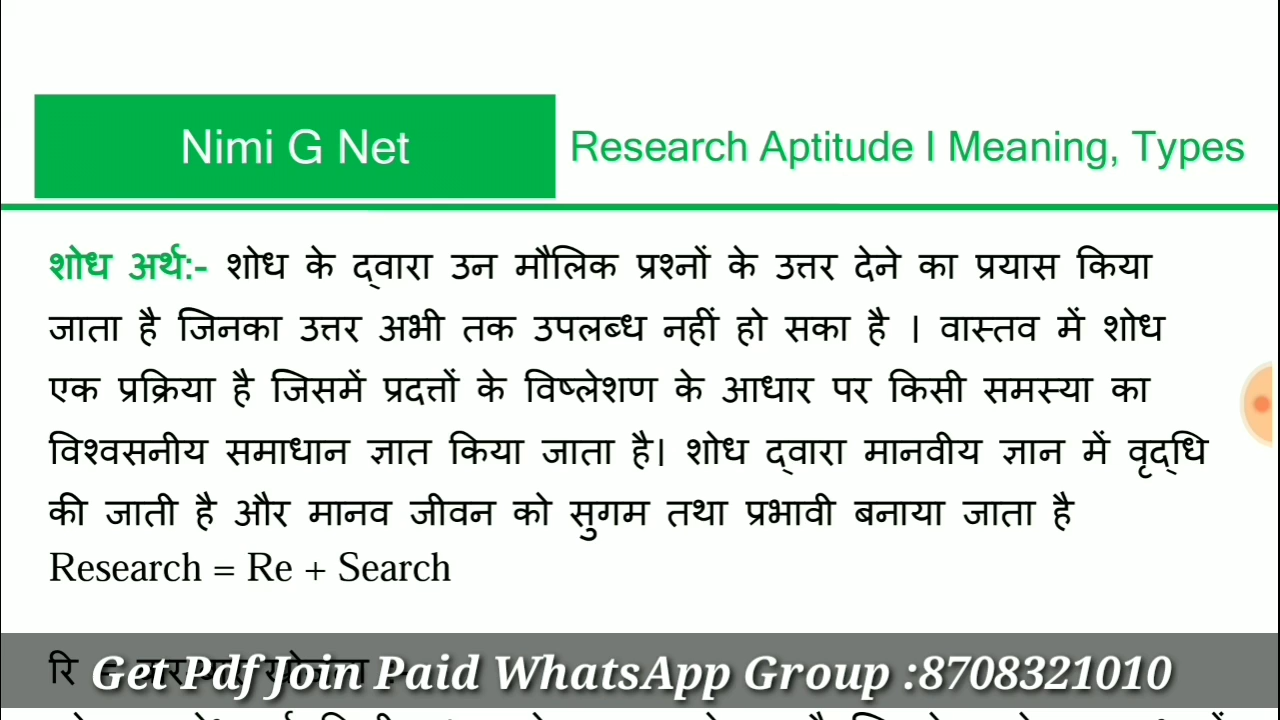 Nimi G Net
Research Aptitude I Meaning, Types
शोध अर्थ:- शोध के द्वारा उन मौलिक प्रश्नों के उत्तर देने का प्रयास किया
जाता है जिनका उत्तर अभी तक उपलब्ध नहीं हो सका है । वास्तव में शोध
एक प्रक्रिया है जिसमें प्रदत्तों के विष्लेशण के आधार पर किसी समस्या का
विश्वसनीय समाधान ज्ञात किया जाता है। शोध द्वारा मानवीय ज्ञान में वृद्धि
की जाती है और मानव जीवन को सुगम तथा प्रभावी बनाया जाता है
Research = Re + Search
रि
Get Pdf Join Paid WhatsApp Group :8708321010